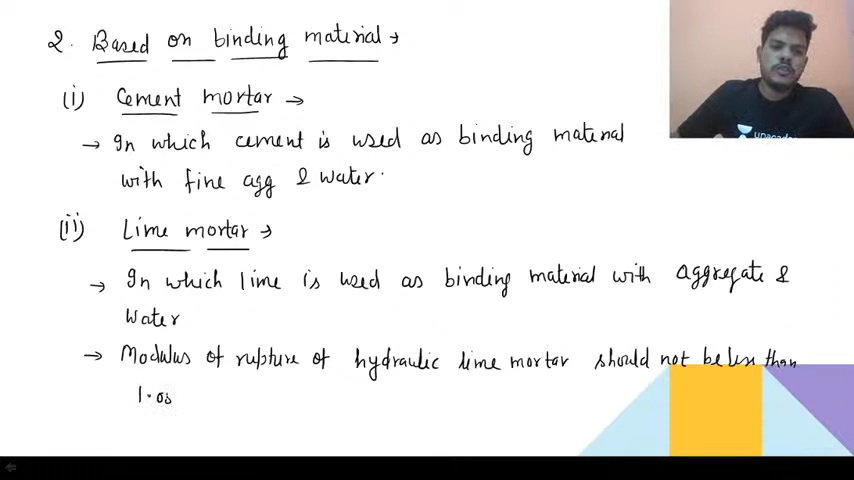 2. Based on binding material →
(i) Cement mortar →
→ In which cement is used as binding material
with fine agg & water.
(ii) Lime mortar →
→ In which lime is used as binding material with aggregate &
water
→ Modulus of rupture of hydraulic lime mortar should not be less than
1.05